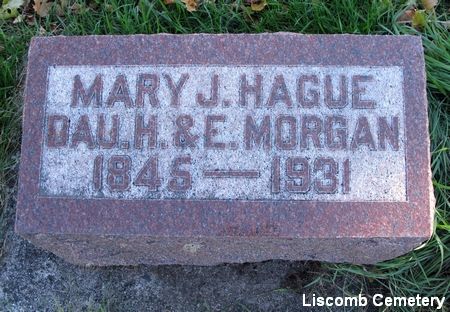 MARY J. HAGUE
DAU. H. & E. MORGAN
1845 — 1931
Liscomb Cemetery